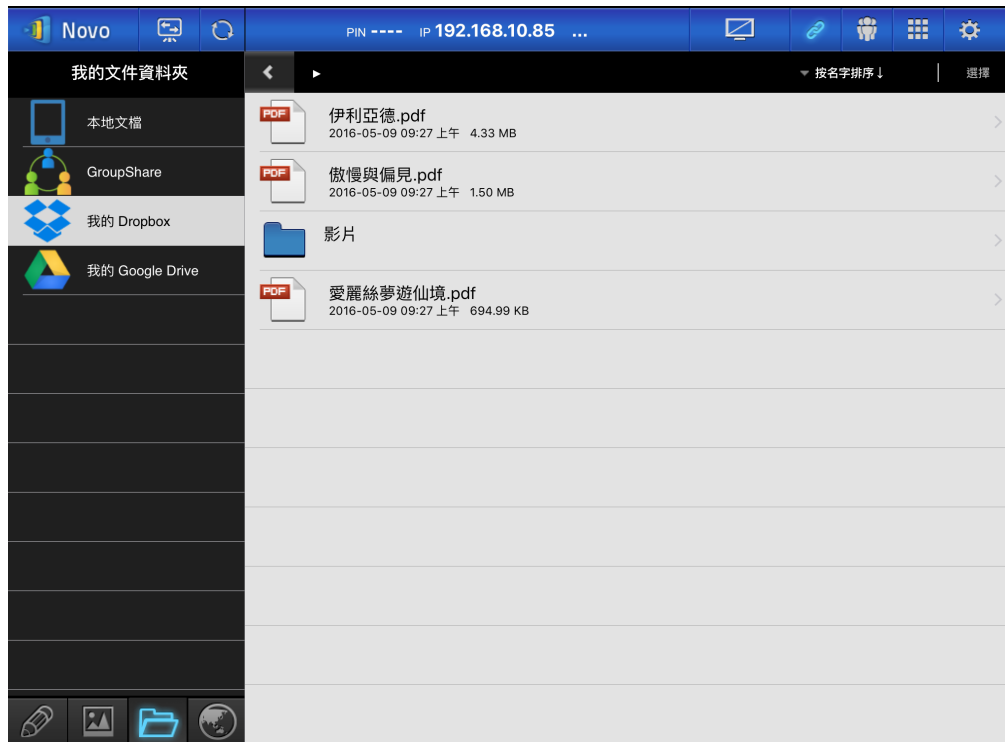 Novo
PIN ---- IP 192.168.10.85 ...
我的文件資料夾
按名字排序↓
選擇
本地文檔
GroupShare
我的 Dropbox
我的 Google Drive
PDF
伊利亞德.pdf
2016-05-09 09:27 上午 4.33 MB
PDF
傲慢與偏見.pdf
2016-05-09 09:27 上午 1.50 MB
影片
PDF
愛麗絲夢遊仙境.pdf
2016-05-09 09:27 上午 694.99 KB